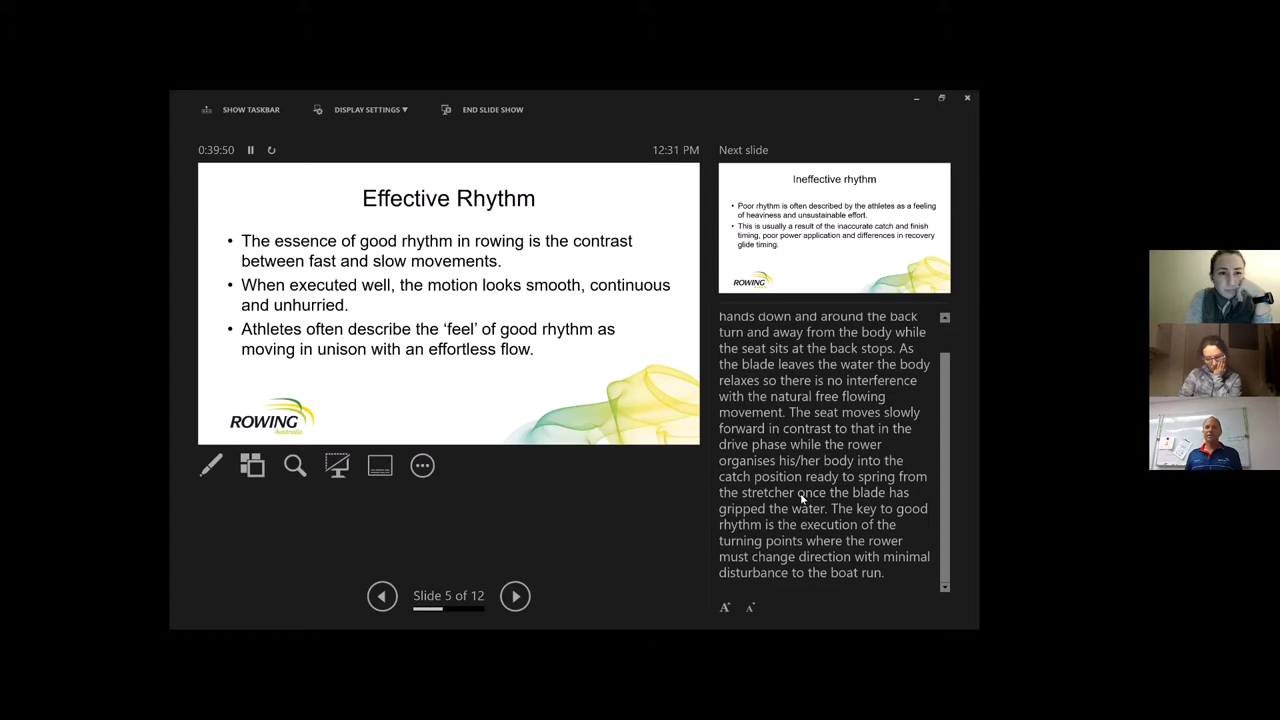 SHOW TASKBAR
DISPLAY SETTINGS ▼
END SLIDE SHOW
0:39:50
12:31 PM
Effective Rhythm
• The essence of good rhythm in rowing is the contrast
between fast and slow movements.
• When executed well, the motion looks smooth, continuous
and unhurried.
• Athletes often describe the ‘feel’ of good rhythm as
moving in unison with an effortless flow.
ROWING
Australia
Slide 5 of 12
Next slide
Ineffective rhythm
• Poor rhythm is often described by the athletes as a feeling
of heaviness and unsustainable effort.
• This is usually a result of the inaccurate catch and finish
timing, poor power application and differences in recovery
glide timing.
ROWING
hands down and around the back
turn and away from the body while
the seat sits at the back stops. As
the blade leaves the water the body
relaxes so there is no interference
with the natural free flowing
movement. The seat moves slowly
forward in contrast to that in the
drive phase while the rower
organises his/her body into the
catch position ready to spring from
the stretcher once the blade has
gripped the water. The key to good
rhythm is the execution of the
turning points where the rower
must change direction with minimal
disturbance to the boat run.
A A